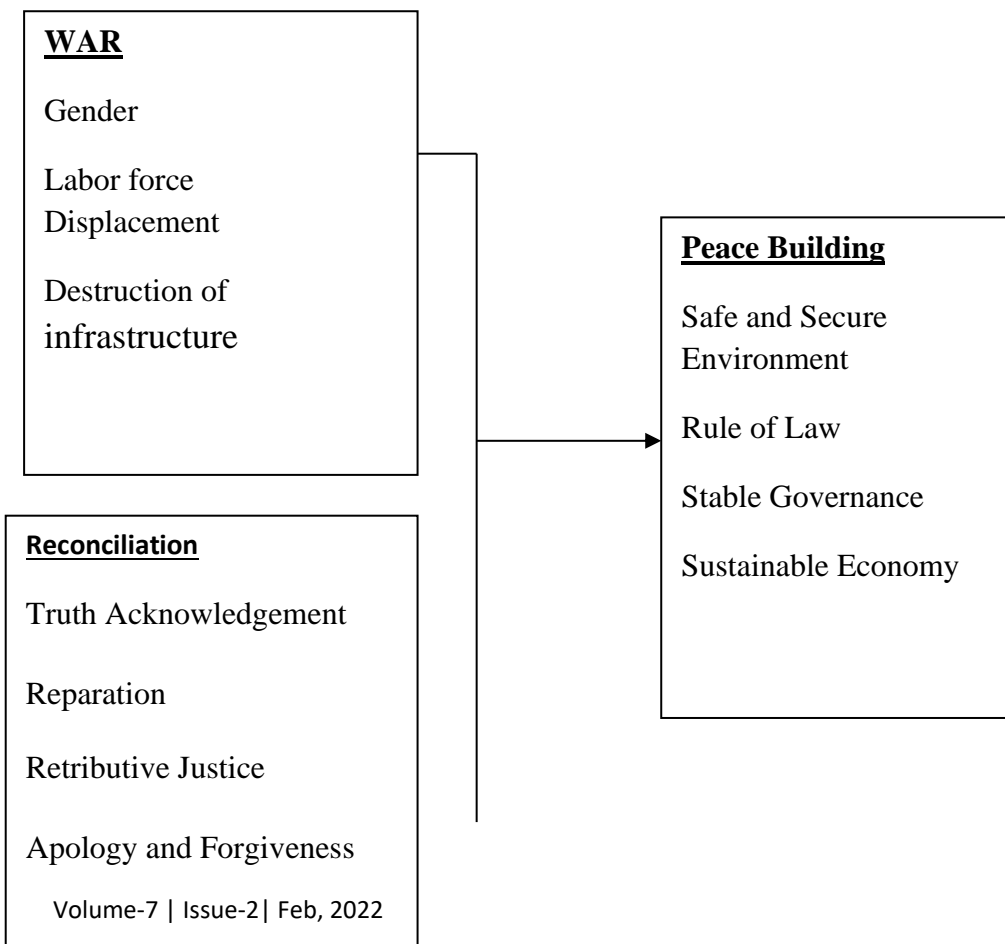 WAR
Gender
Labor force
Displacement
Destruction of
infrastructure
Peace Building
Safe and Secure
Environment
Rule of Law
Stable Governance
Sustainable Economy
Reconciliation
Truth Acknowledgement
Reparation
Retributive Justice
Apology and Forgiveness
Volume-7 | Issue-2| Feb, 2022